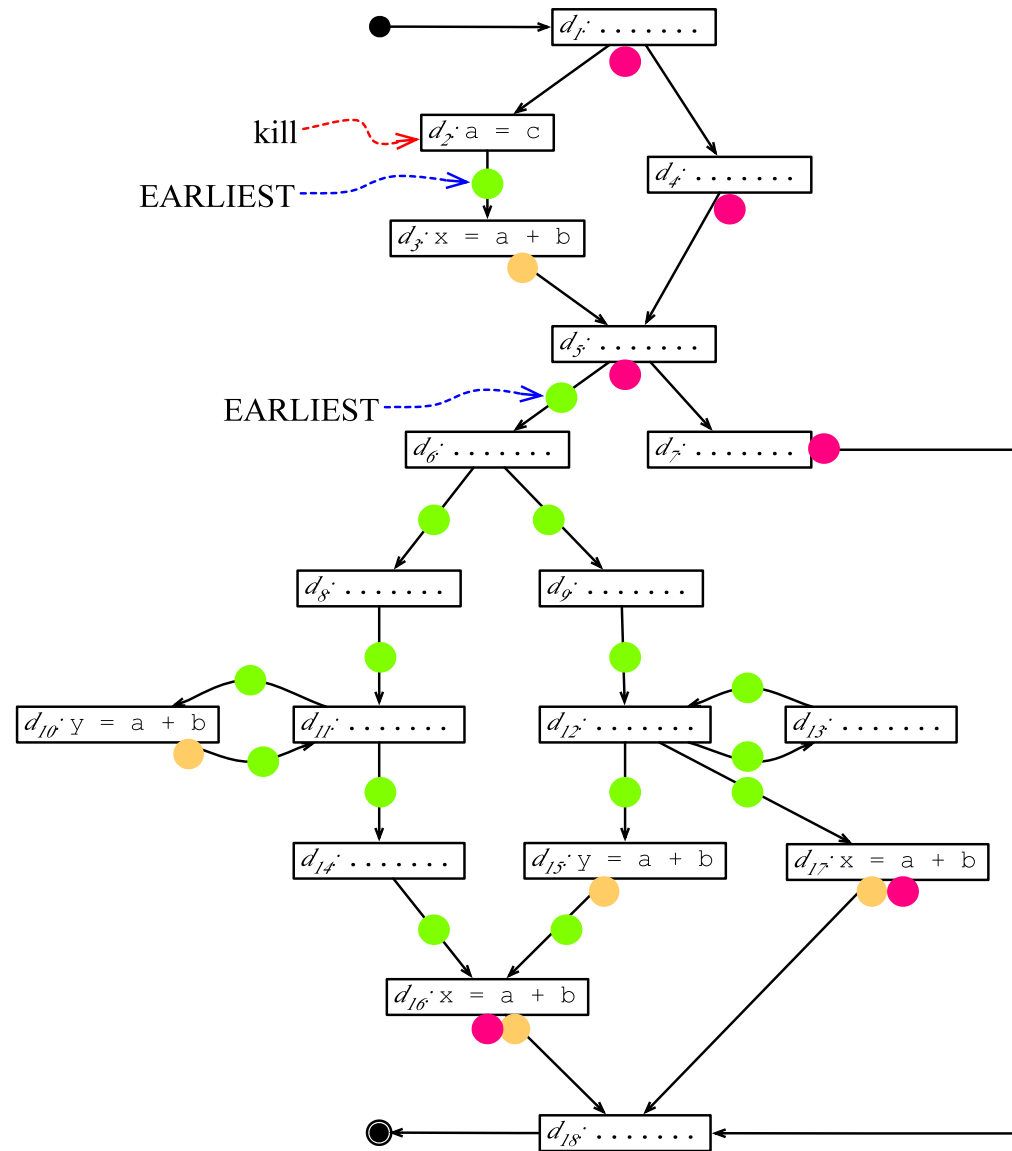 d1: .......
kill
d2: a = c
d4: .......
EARLIEST
d3: x = a + b
d5: .......
EARLIEST
d6: .......
d7: .......
d8: .......
d9: .......
d10: y = a + b
d11: .......
d12: .......
d13: .......
d14: .......
d15: y = a + b
d17: x = a + b
d16: x = a + b
d18: .......